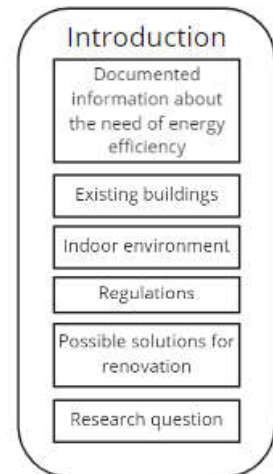 Introduction
Documented
information about
the need of energy
efficiency
Existing buildings
Indoor environment
Regulations
Possible solutions for
renovation
Research question